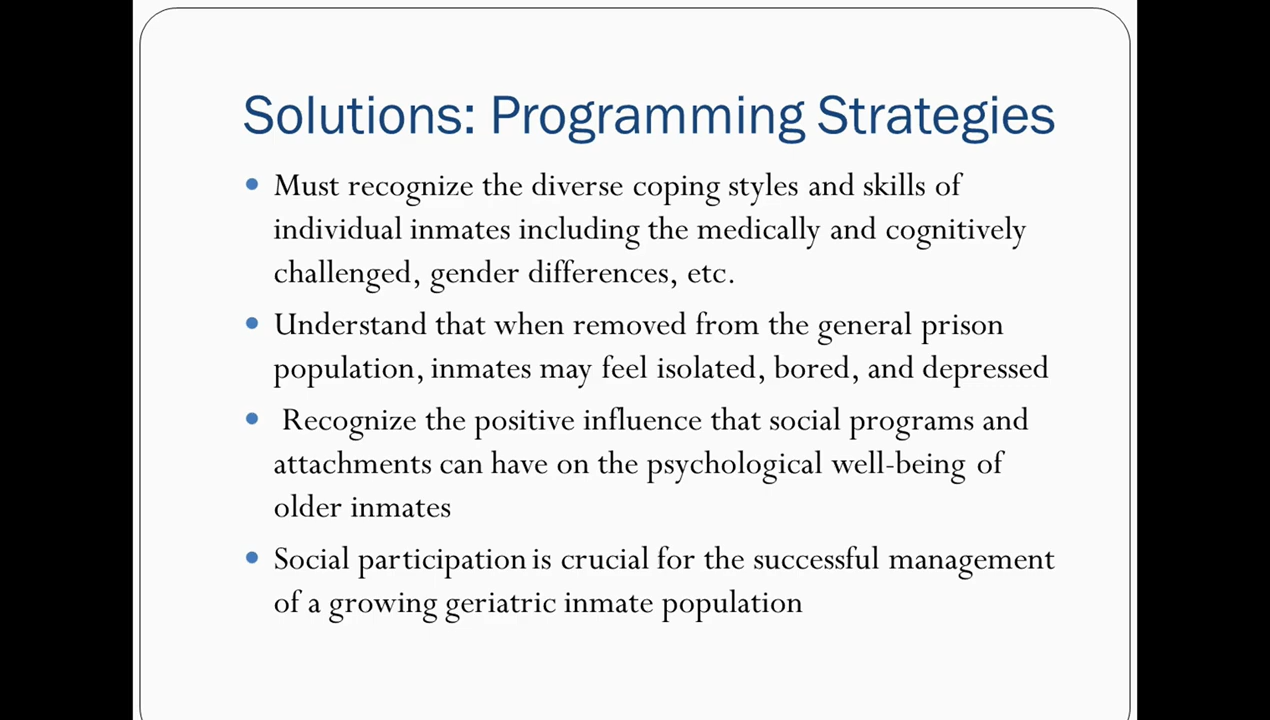 Solutions: Programming Strategies
• Must recognize the diverse coping styles and skills of
individual inmates including the medically and cognitively
challenged, gender differences, etc.
• Understand that when removed from the general prison
population, inmates may feel isolated, bored, and depressed
• Recognize the positive influence that social programs and
attachments can have on the psychological well-being of
older inmates
• Social participation is crucial for the successful management
of a growing geriatric inmate population